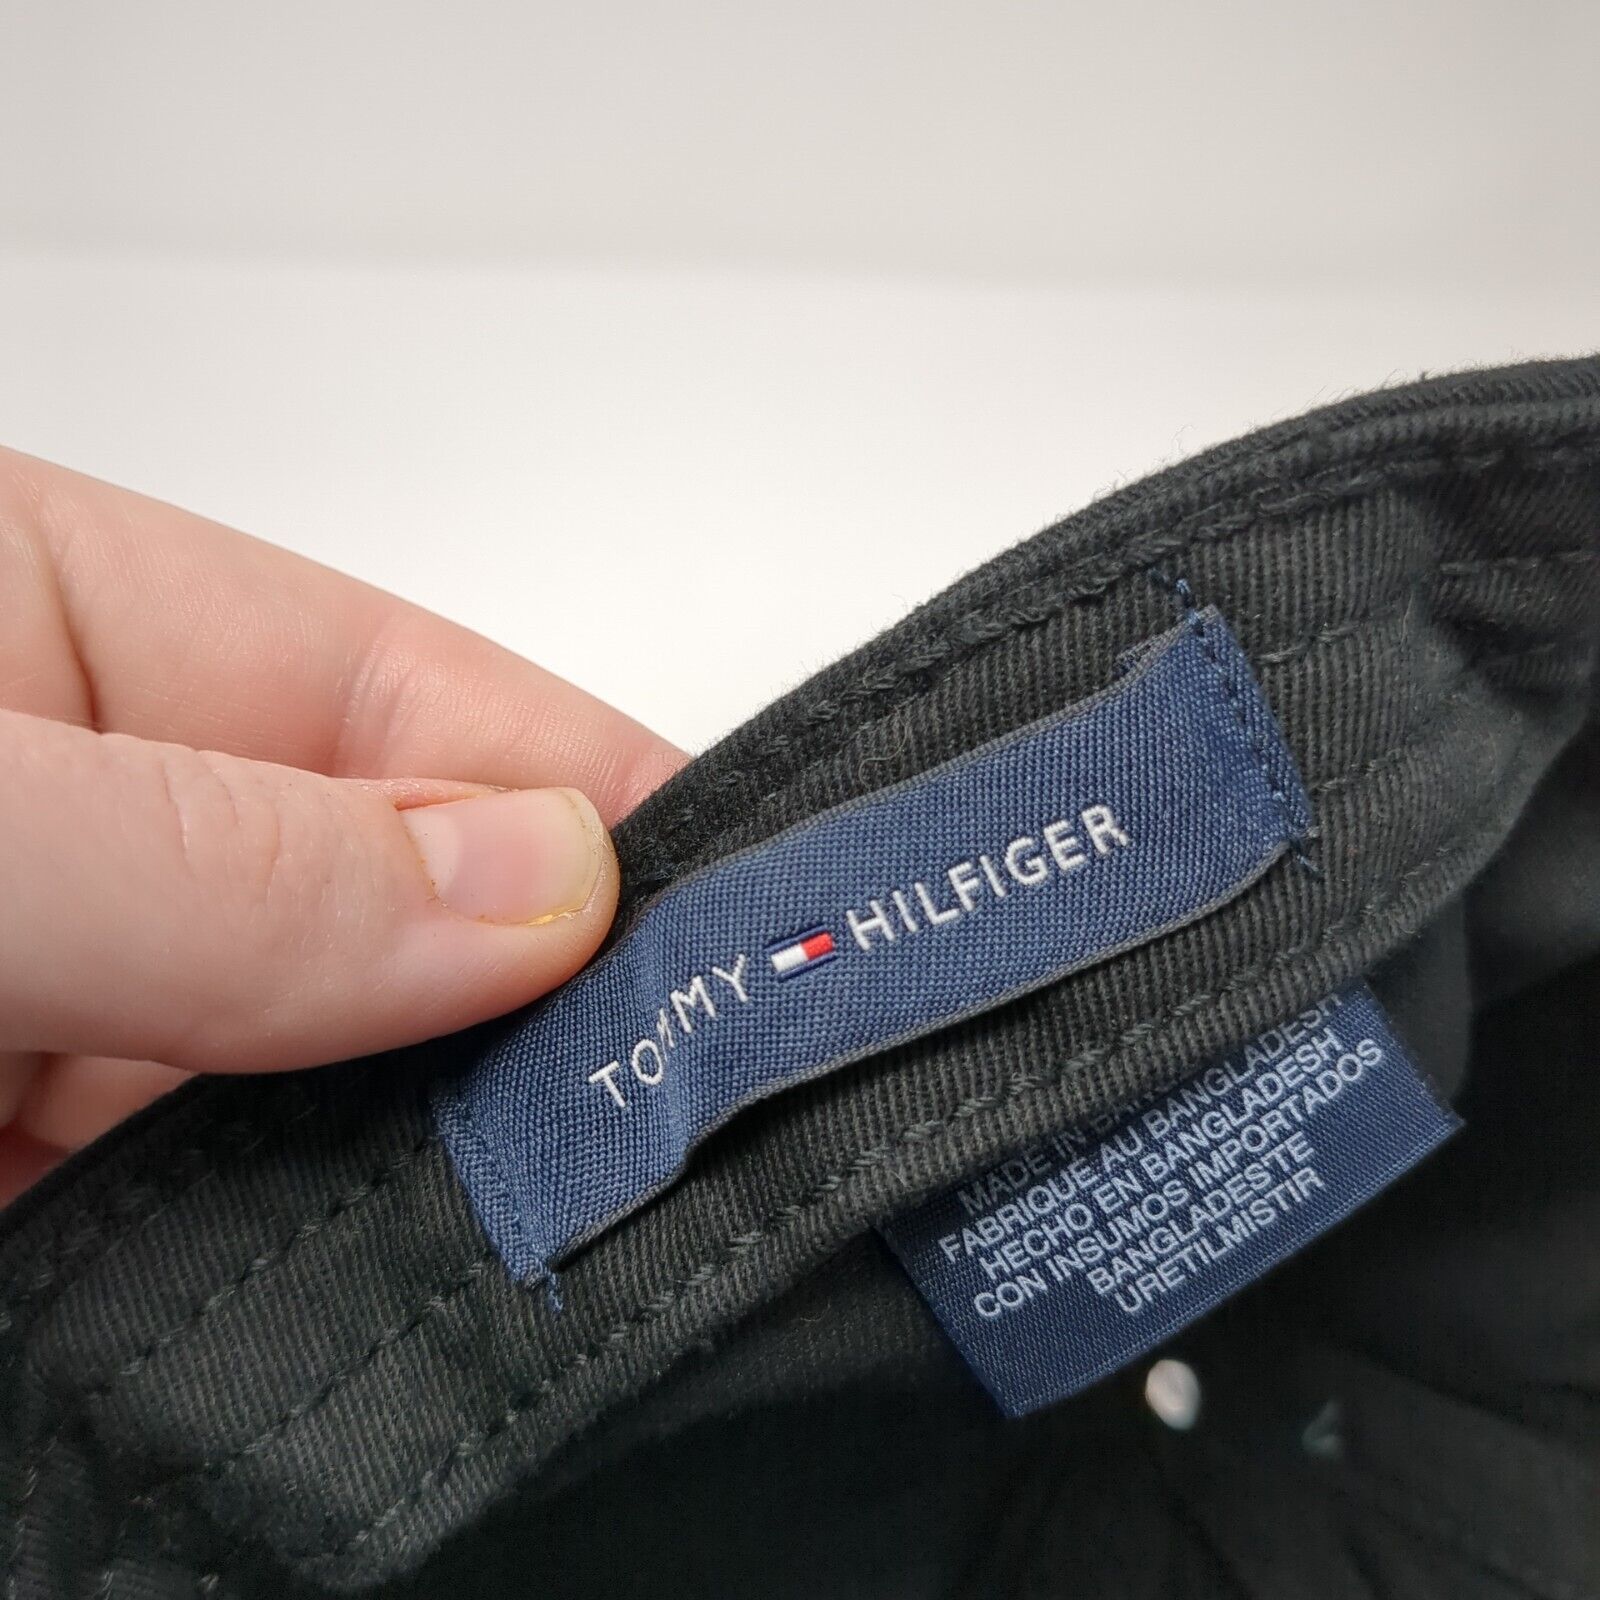 TOMMY HILFIGER
MADE IN BANGLADESH
FABRIQUE AU BANGLADESH
HECHO EN BANGLADESH
CON INSUMOS IMPORTADOS
BANGLADESTE
URETILMISTIR